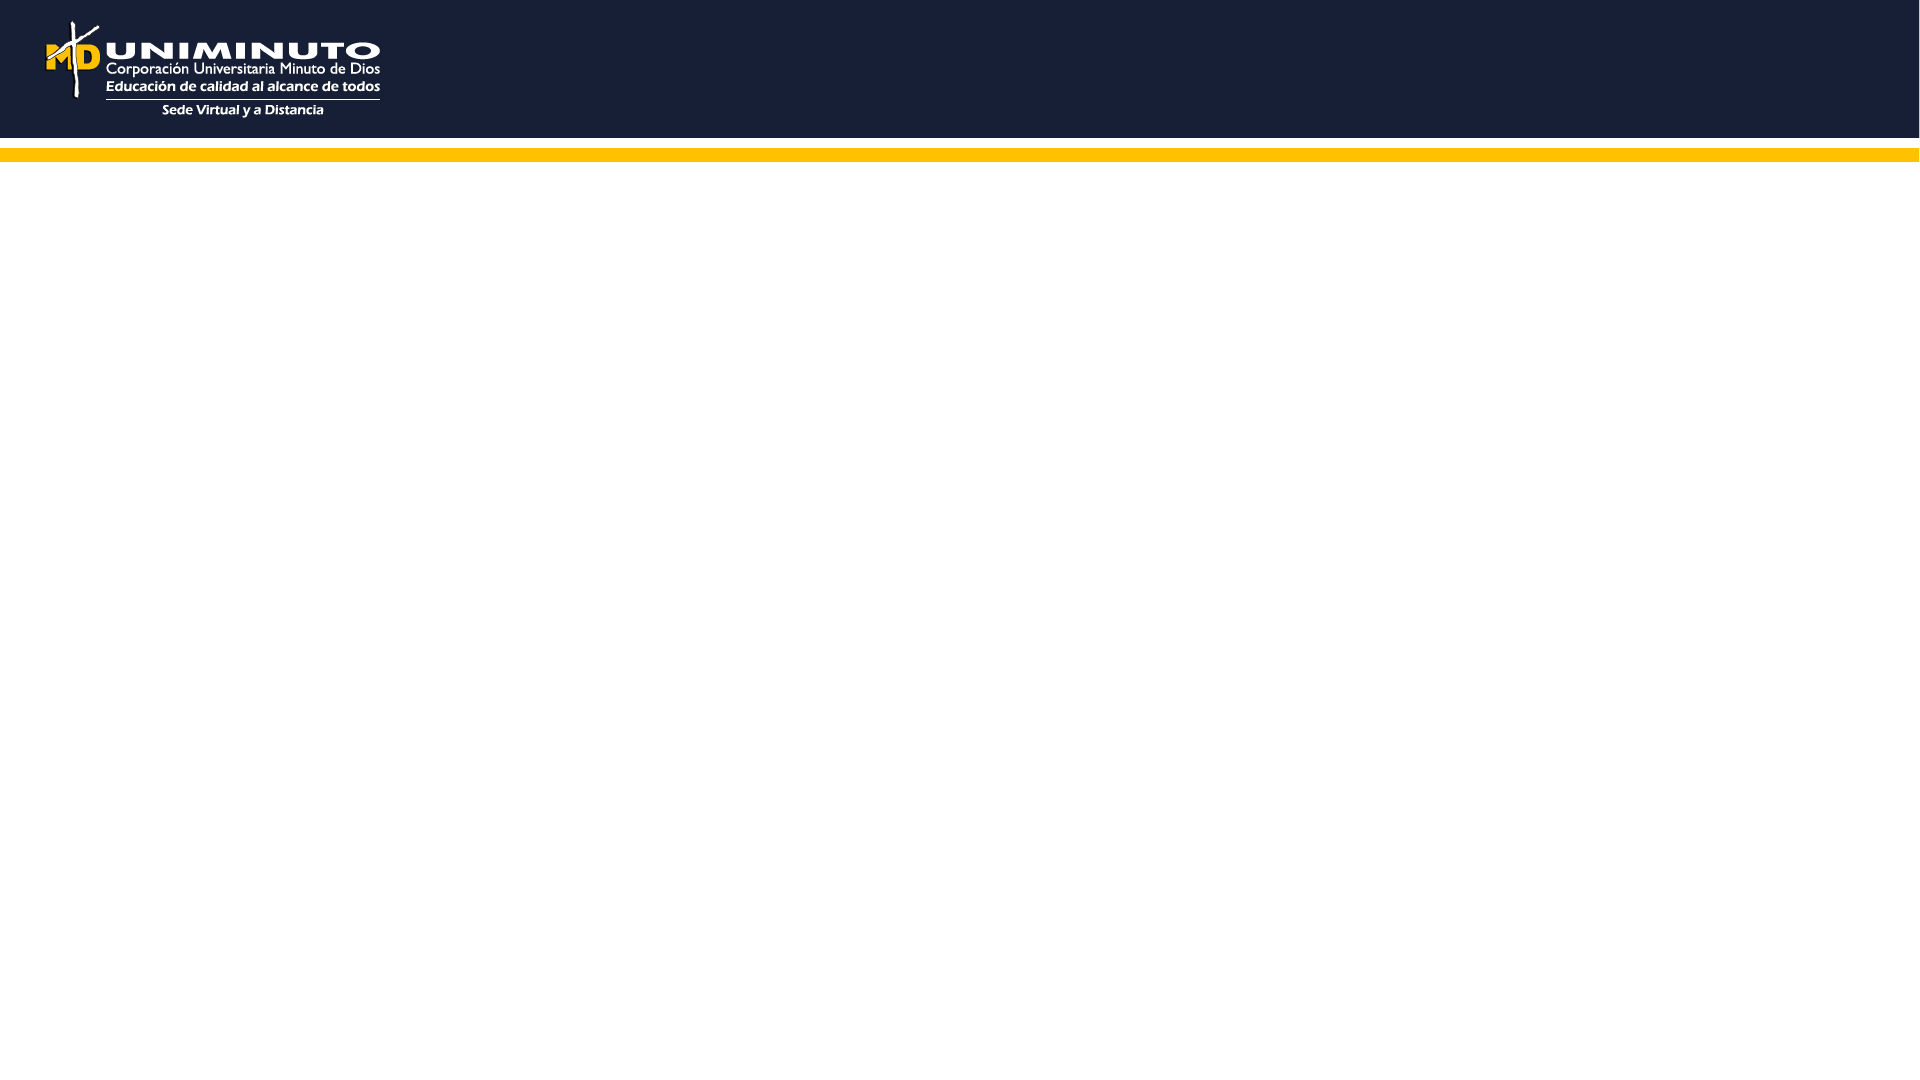 MD UNIMINUTO
Corporación Universitaria Minuto de Dios
Educación de calidad al alcance de todos
Sede Virtual y a Distancia